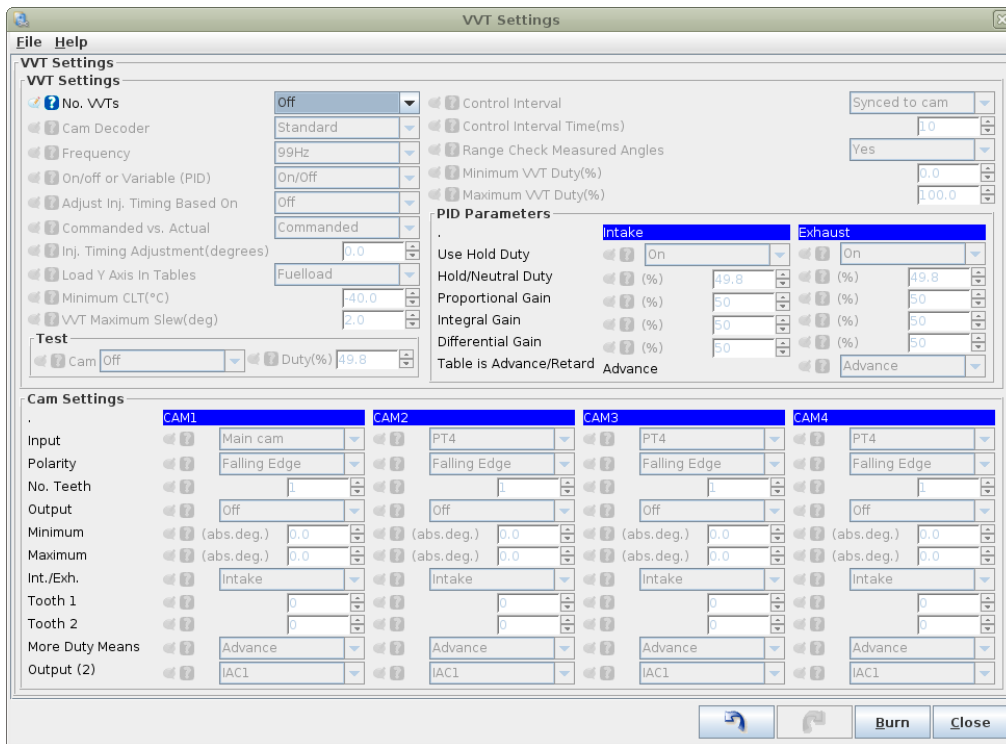 VVT Settings
File Help
VVT Settings
VVT Settings
No. VVTs Off
Cam Decoder Standard
Frequency 99Hz
On/off or Variable (PID) On/Off
Adjust Inj. Timing Based On Off
Commanded vs. Actual Commanded
Inj. Timing Adjustment(degrees) 0.0
Load Y Axis In Tables Fuelload
Minimum CLT(°C) -40.0
VVT Maximum Slew(deg) 2.0
Test
Cam Off Duty(%) 49.8
Control Interval Synced to cam
Control Interval Time(ms) 10
Range Check Measured Angles Yes
Minimum VVT Duty(%) 0.0
Maximum VVT Duty(%) 100.0
PID Parameters
. Intake Exhaust
Use Hold Duty On On
Hold/Neutral Duty (%) 49.8 (%) 49.8
Proportional Gain (%) 50 (%) 50
Integral Gain (%) 50 (%) 50
Differential Gain (%) 50 (%) 50
Table is Advance/Retard Advance Advance
Cam Settings
. CAM1 CAM2 CAM3 CAM4
Input Main cam PT4 PT4 PT4
Polarity Falling Edge Falling Edge Falling Edge Falling Edge
No. Teeth 1 1 1 1
Output Off Off Off Off
Minimum (abs.deg.) 0.0 (abs.deg.) 0.0 (abs.deg.) 0.0 (abs.deg.) 0.0
Maximum (abs.deg.) 0.0 (abs.deg.) 0.0 (abs.deg.) 0.0 (abs.deg.) 0.0
Int./Exh. Intake Intake Intake Intake
Tooth 1 0 0 0 0
Tooth 2 0 0 0 0
More Duty Means Advance Advance Advance Advance
Output (2) IAC1 IAC1 IAC1 IAC1
Burn Close